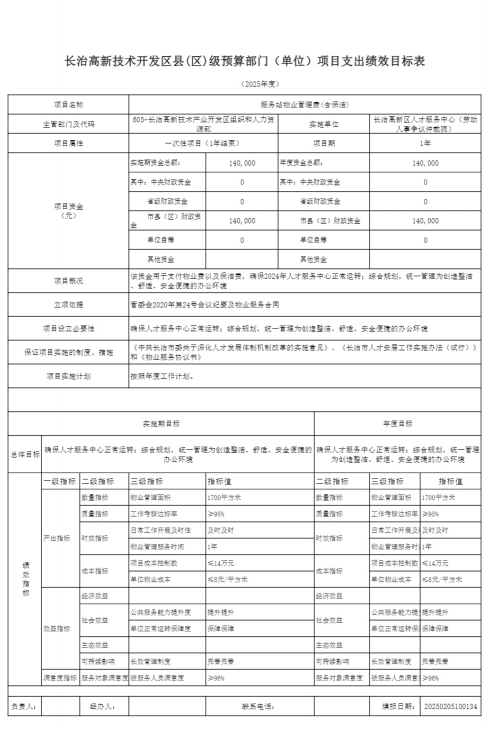 长治高新技术开发区县(区)级预算部门（单位）项目支出绩效目标表
（2025年度）
项目名称 服务站物业管理费(含保洁)
主管部门及代码 605-长治高新技术产业开发区组织和人力资源部 实施单位 长治高新区人才服务中心（劳动人事争议仲裁院）
项目属性 一次性项目（1年结束） 项目期 1年
项目资金（元） 实施期资金总额： 140,000 年度资金总额： 140,000
其中：中央财政资金 0 其中：中央财政资金 0
省级财政资金 0 省级财政资金 0
市县（区）财政资金 140,000 市县（区）财政资金 140,000
单位自筹 0 单位自筹 0
其他资金 其他资金
项目概况 该资金用于支付物业费以及保洁费，确保2024年人才服务中心正常运转；综合规划，统一管理为创造整洁、舒适、安全便捷的办公环境
立项依据 管委会2020年第24号会议纪要及物业服务合同
项目设立必要性 确保人才服务中心正常运转；综合规划，统一管理为创造整洁、舒适、安全便捷的办公环境
保证项目实施的制度、措施 《中共长治市委关于深化人才发展体制机制改革的实施意见》、《长治市人才安居工作实施办法（试行）》和《物业服务协议书》
项目实施计划 按照年度工作计划。
实施期目标 年度目标
总体目标 确保人才服务中心正常运转；综合规划，统一管理为创造整洁、舒适、安全便捷的办公环境 确保人才服务中心正常运转；综合规划，统一管理为创造整洁、舒适、安全便捷的办公环境
绩效指标 一级指标 二级指标 三级指标 指标值 二级指标 三级指标 指标值
产出指标 数量指标 物业管理面积 1700平方米 数量指标 物业管理面积 1700平方米
质量指标 工作考核达标率 ≥95% 质量指标 工作考核达标率 ≥95%
时效指标 日常工作开展及时性 及时及时 时效指标 日常工作开展及 及时及时
物业管理服务时间 1年 物业管理服务时 1年
成本指标 项目成本控制数 ≤14万元 成本指标 项目成本控制数 ≤14万元
单位物业成本 ≤8元/平方米 单位物业成本 ≤8元/平方米
效益指标 经济效益 经济效益
社会效益 公共服务能力提升度 提升提升 社会效益 公共服务能力提 提升提升
单位正常运转保障度 保障保障 单位正常运转保 保障保障
生态效益 生态效益
可持续影响 长效管理制度 完善完善 可持续影响 长效管理制度 完善完善
满意度指标 服务对象满意度 被服务人员满意度 ≥96% 服务对象满意度 被服务人员满意 ≥96%
负责人： 经办人： 联系电话： 填报日期： 20250205100134